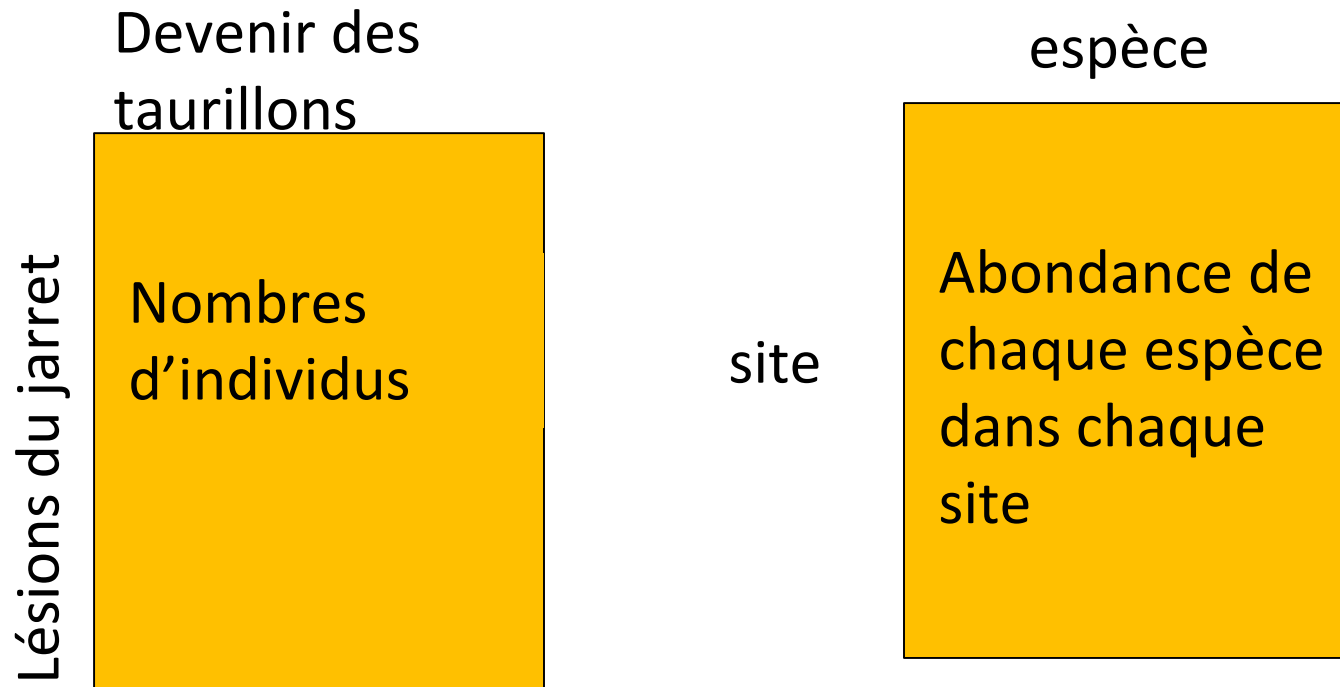 Devenir des
taurillons
Lésions du jarret
Nombres
d’individus
espèce
site
Abondance de
chaque espèce
dans chaque
site